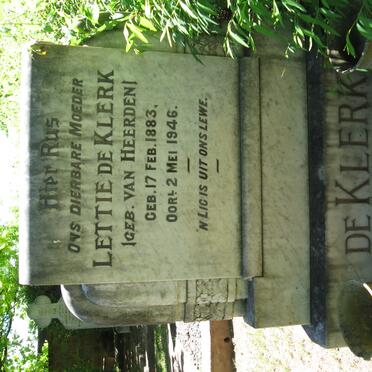 Hier Rus
ONS DIERBARE MOEDER
LETTIE DE KLERK
(GEB. VAN HEERDEN)
GEB. 17 FEB. 1883,
OORL. 2 MEI 1946.
'N LIG IS UIT ONS LEWE,
DE KLERK